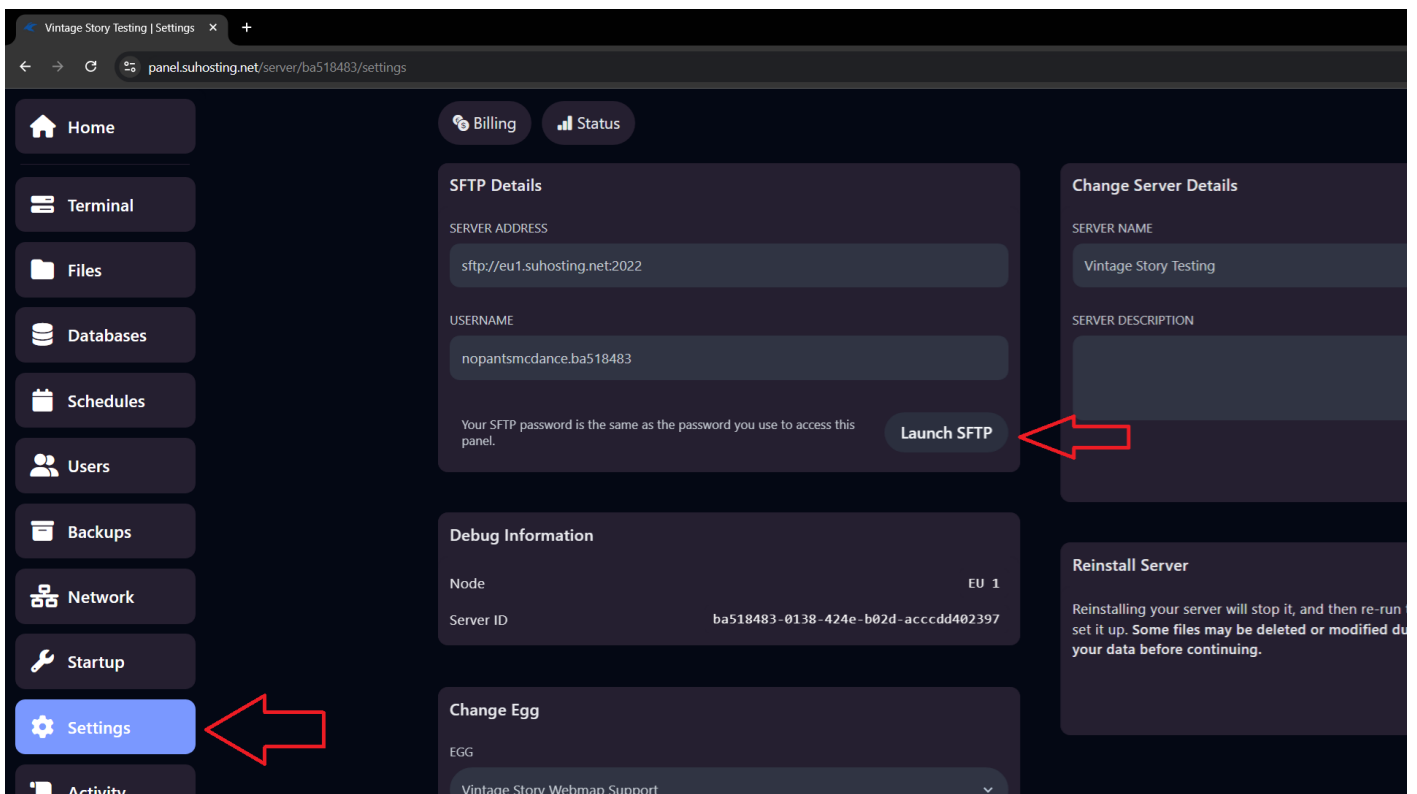 Vintage Story Testing | Settings
panel.suhosting.net/server/ba518483/settings
Home
Terminal
Files
Databases
Schedules
Users
Backups
Network
Startup
Settings
Activity
Billing
Status
SFTP Details
SERVER ADDRESS
sftp://eu1.suhosting.net:2022
USERNAME
nopantsmcdance.ba518483
Your SFTP password is the same as the password you use to access this
panel.
Launch SFTP
Debug Information
Node EU 1
Server ID ba518483-0138-424e-b02d-acccdd402397
Change Egg
EGG
Vintage Story Webmap Support
Change Server Details
SERVER NAME
Vintage Story Testing
SERVER DESCRIPTION
Reinstall Server
Reinstalling your server will stop it, and then re-run
set it up. Some files may be deleted or modified du
your data before continuing.